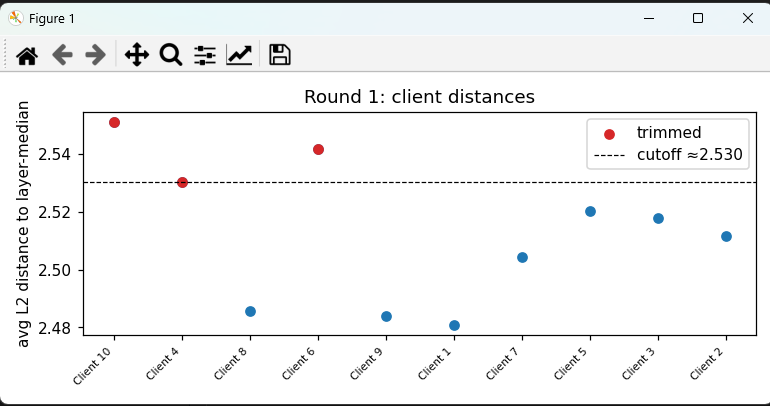 Figure 1
Round 1: client distances
trimmed
cutoff ≈2.530
avg L2 distance to layer-median
2.54
2.52
2.50
2.48
Client 10
Client 4
Client 8
Client 6
Client 9
Client 1
Client 7
Client 5
Client 3
Client 2